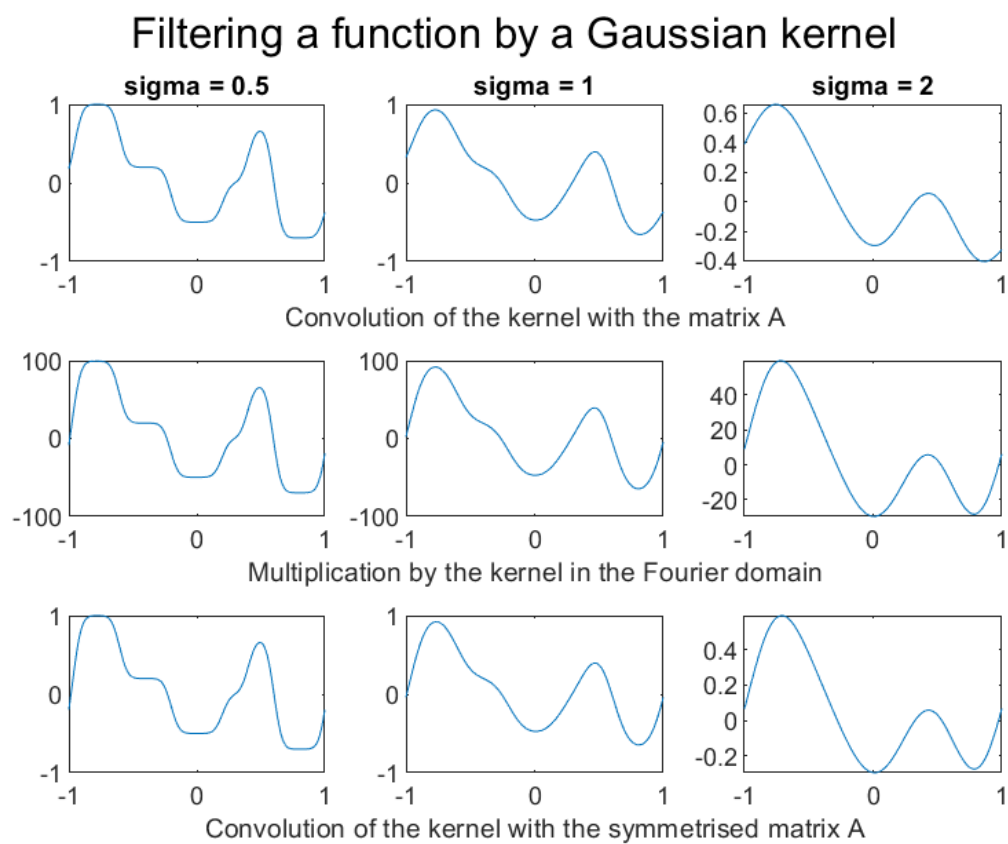 Filtering a function by a Gaussian kernel
sigma = 0.5 sigma = 1 sigma = 2
1
0
-1
-1 0 1
1
0
-1
-1 0 1
0.6
0.4
0.2
0
-0.2
-0.4
-1 0 1
Convolution of the kernel with the matrix A
100
0
-100
-1 0 1
100
0
-100
-1 0 1
40
20
0
-20
-1 0 1
Multiplication by the kernel in the Fourier domain
1
0
-1
-1 0 1
1
0
-1
-1 0 1
0.4
0.2
0
-0.2
-1 0 1
Convolution of the kernel with the symmetrised matrix A